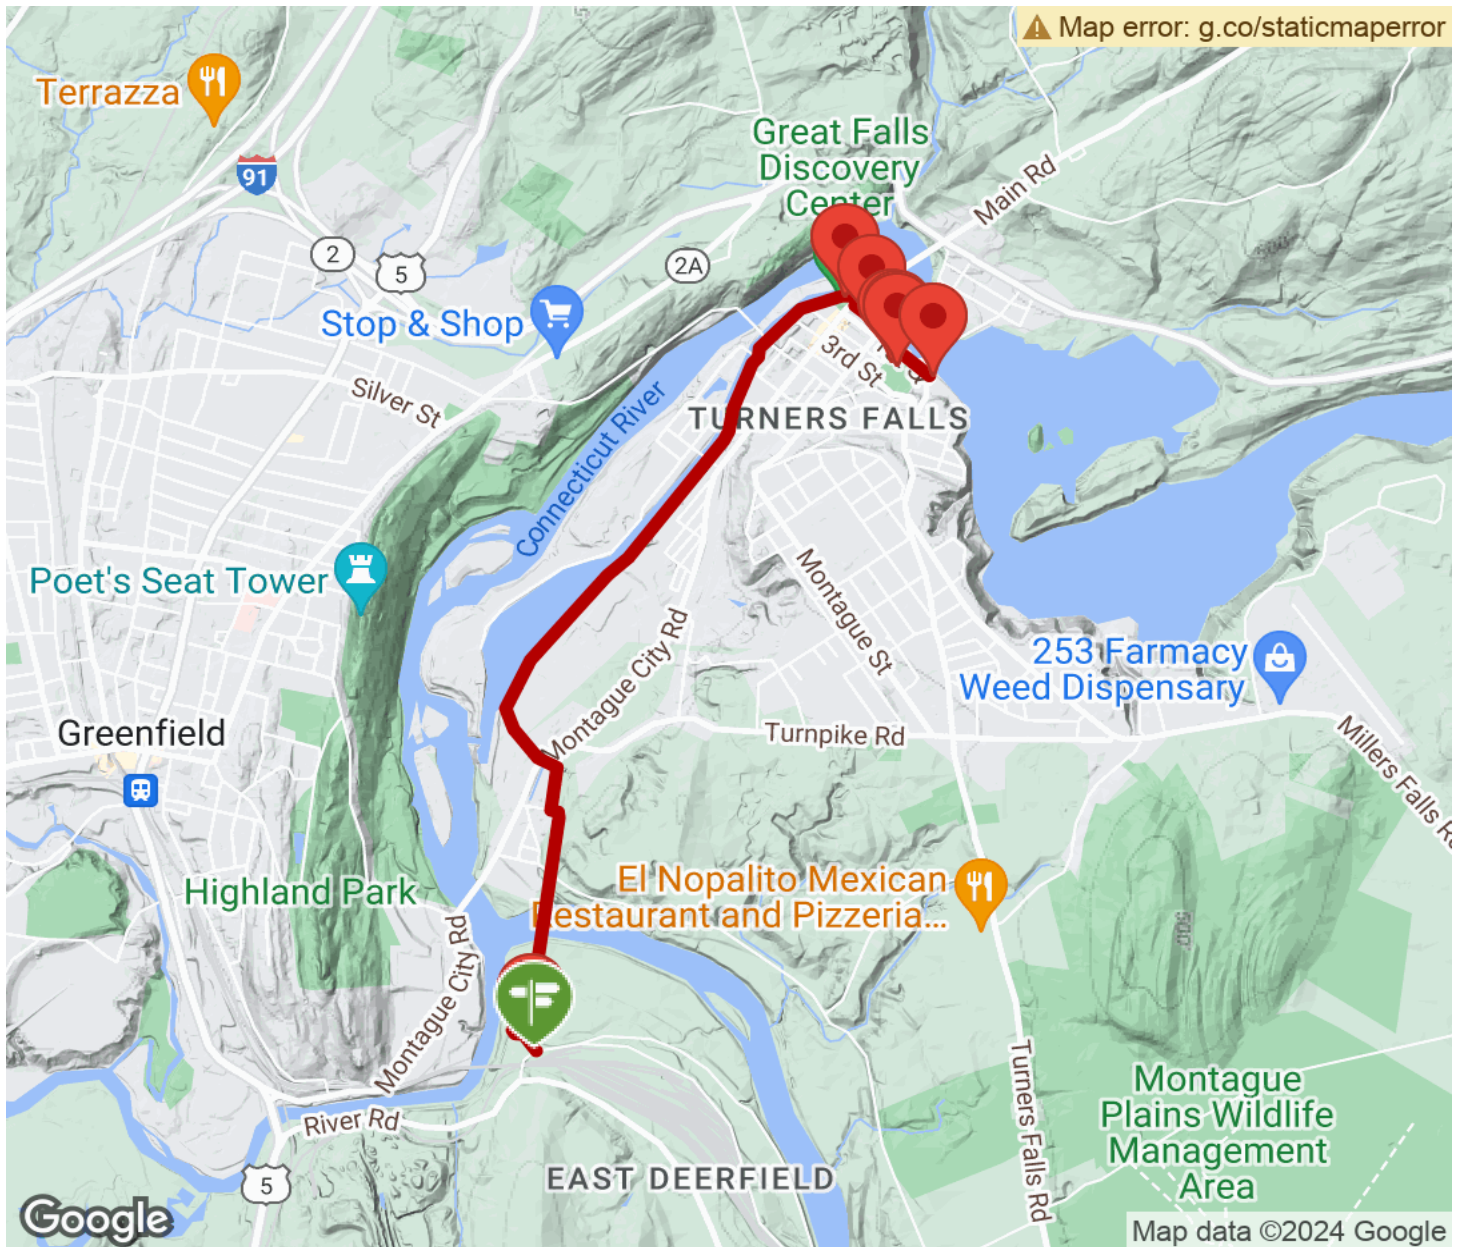 Map error: g.co/staticmaperror
Terrazza
Great Falls
Discovery
Center
91
Main Rd
2
5
2A
Stop & Shop
3rd St
Silver St
TURNERS FALLS
Connecticut River
Poet's Seat Tower
Montague St
Montague City Rd
253 Farmacy
Weed Dispensary
Greenfield
Turnpike Rd
Millers Falls
El Nopalito Mexican
Restaurant and Pizzeria...
Highland Park
Montague City Rd
Turners Falls Rd
Montague
Plains Wildlife
Management
Area
River Rd
5
EAST DEERFIELD
Google
Map data ©2024 Google